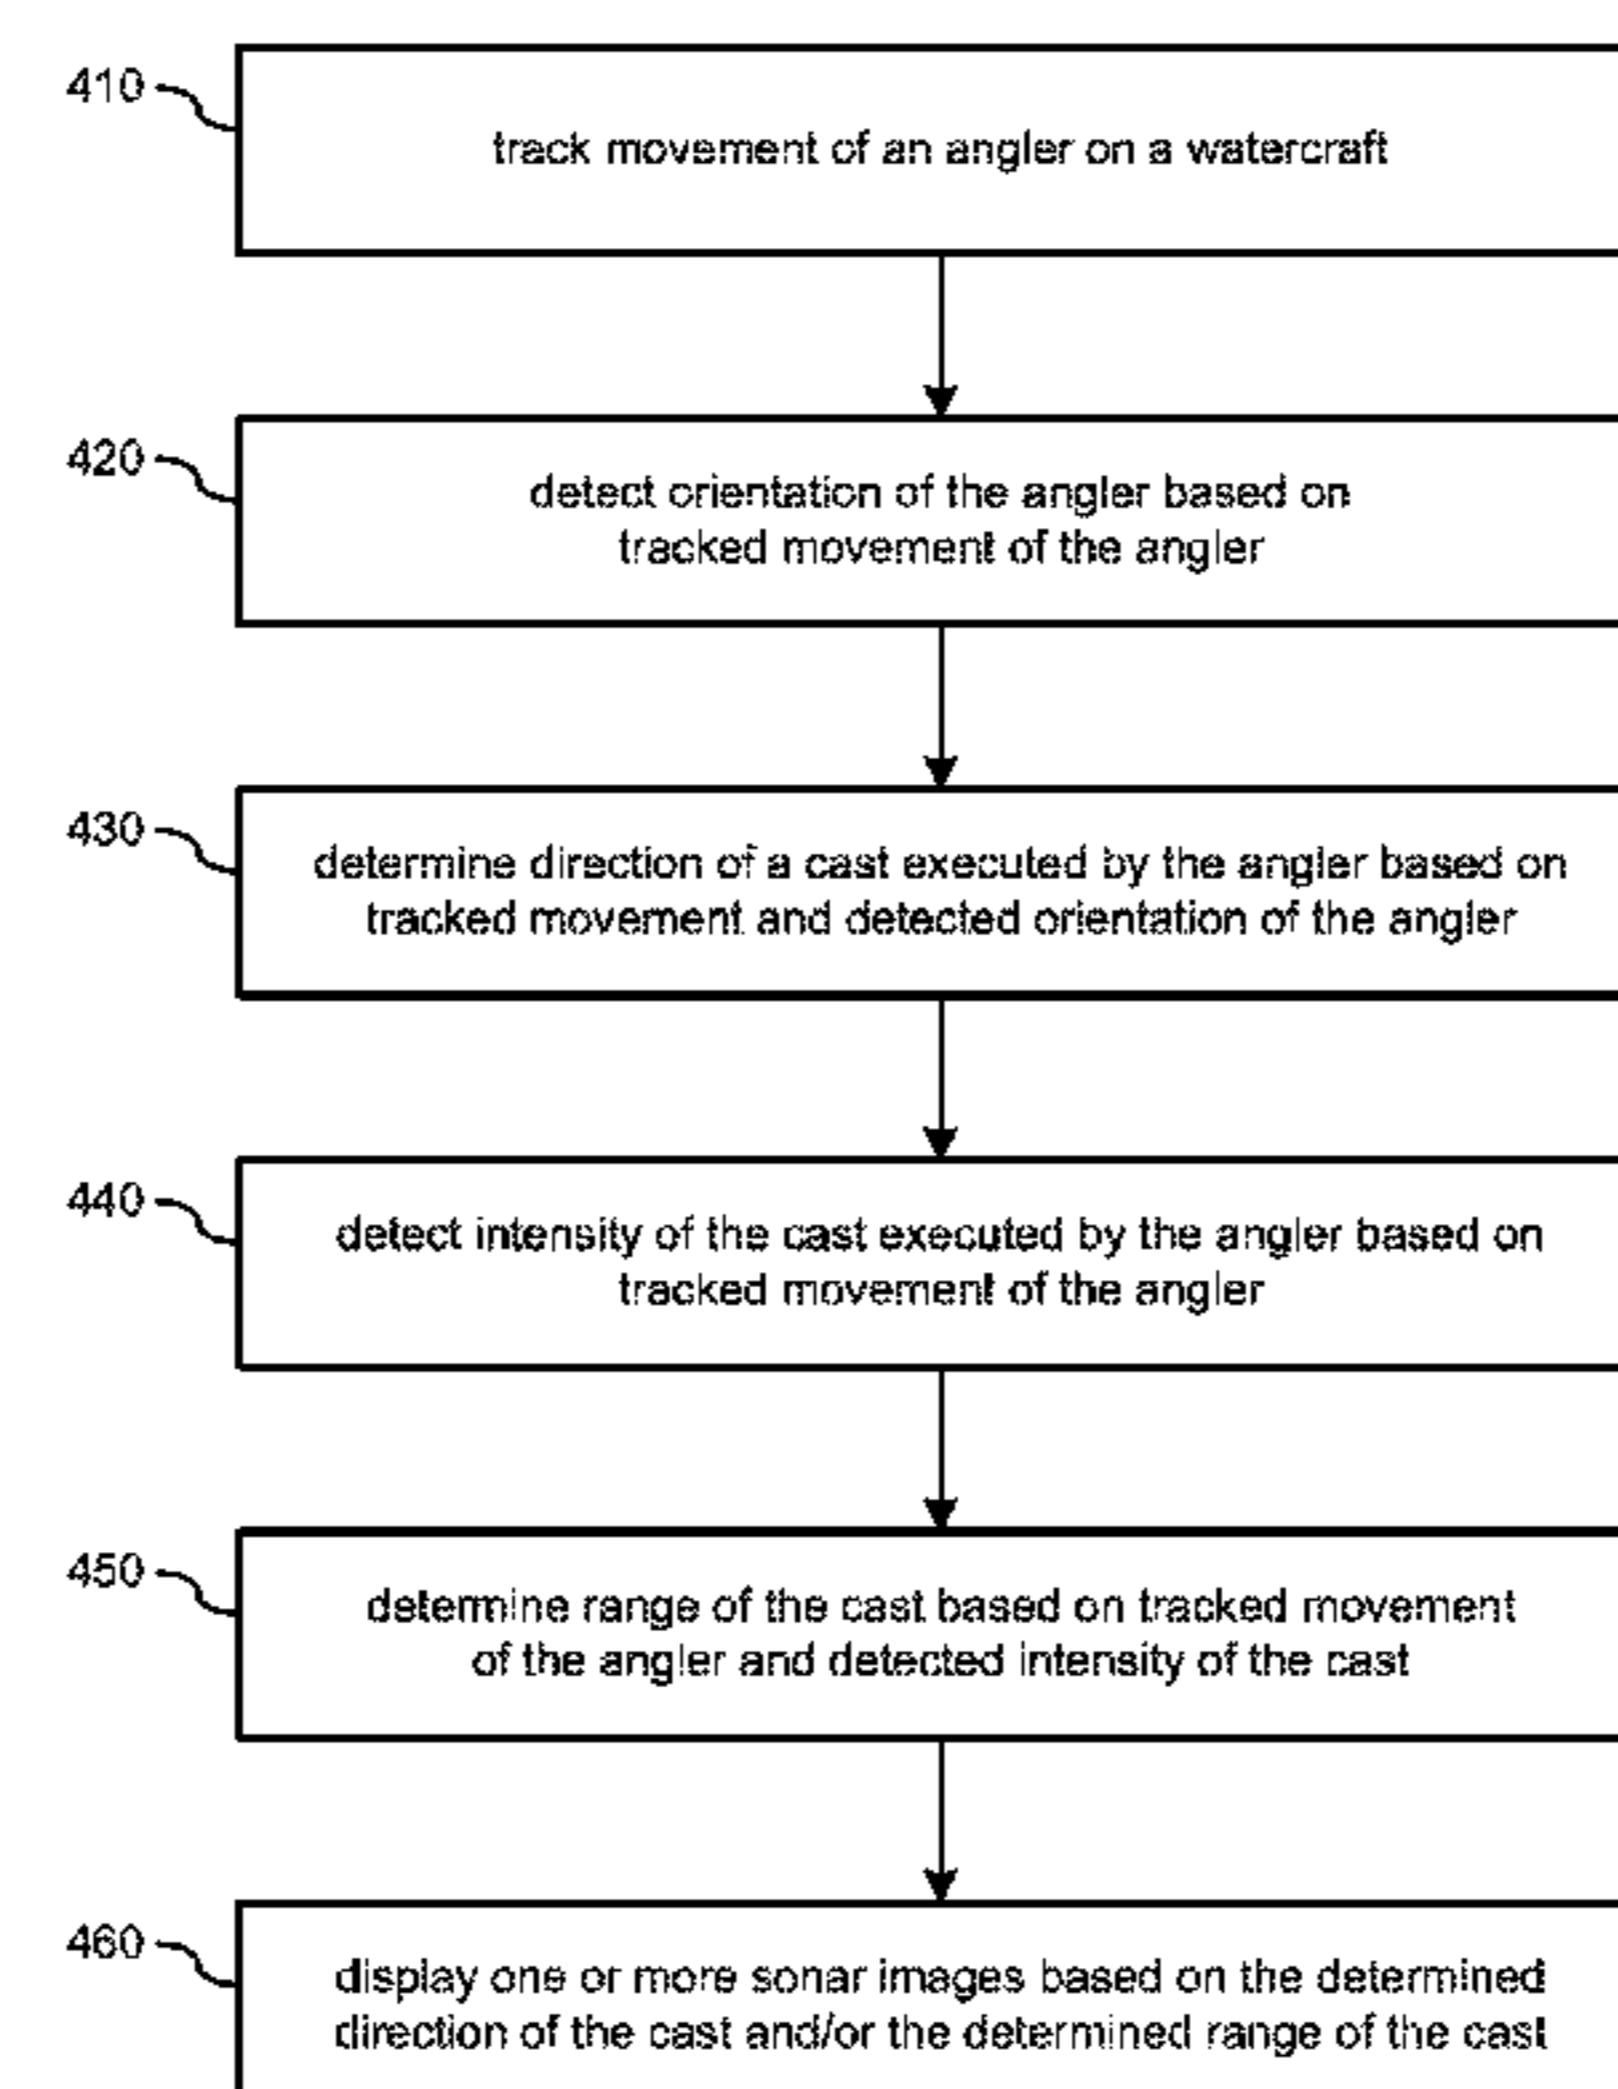 410
track movement of an angler on a watercraft
420
detect orientation of the angler based on
tracked movement of the angler
430
determine direction of a cast executed by the angler based on
tracked movement and detected orientation of the angler
440
detect intensity of the cast executed by the angler based on
tracked movement of the angler
450
determine range of the cast based on tracked movement
of the angler and detected intensity of the cast
460
display one or more sonar images based on the determined
direction of the cast and/or the determined range of the cast